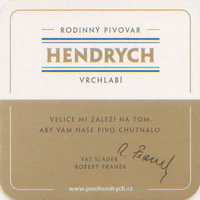 RODINNÝ PIVOVAR
HENDRYCH
VRCHLABÍ
VELICE MI ZÁLEŽÍ NA TOM,
ABY VÁM NAŠE PIVO CHUTNALO.
VÁŠ SLÁDEK
ROBERT FRANĚK
R. Franěk
www.pivohendrych.cz